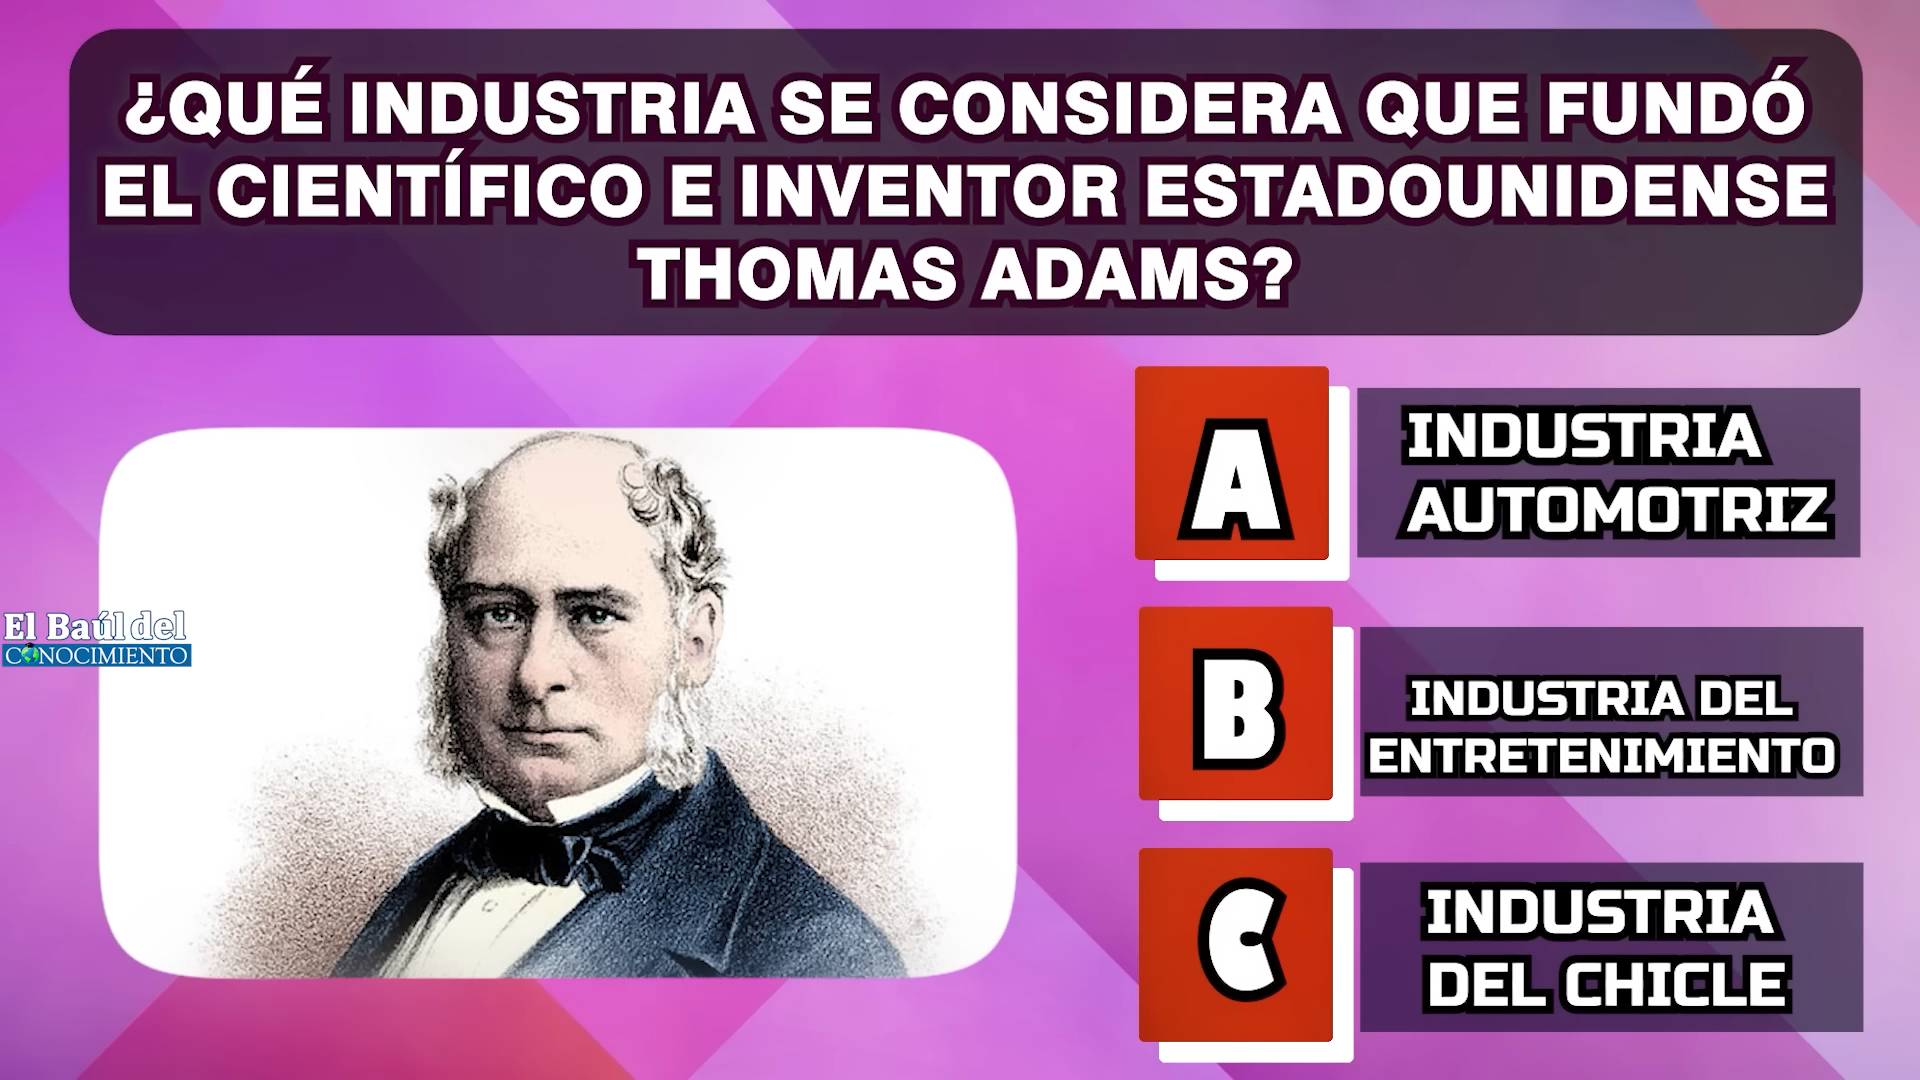 ¿QUÉ INDUSTRIA SE CONSIDERA QUE FUNDÓ
EL CIENTÍFICO E INVENTOR ESTADOUNIDENSE
THOMAS ADAMS?
El Baúl del
CONOCIMIENTO
A
INDUSTRIA
AUTOMOTRIZ
B
INDUSTRIA DEL
ENTRETENIMIENTO
C
INDUSTRIA
DEL CHICLE